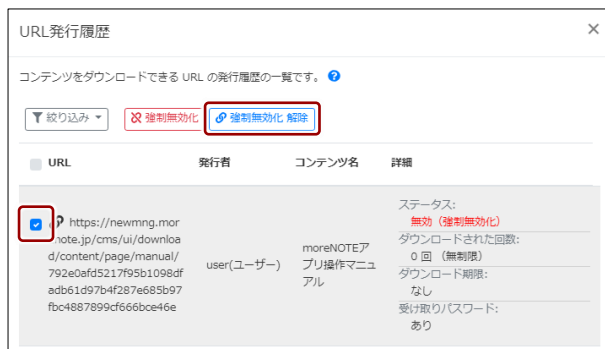 URL発行履歴
コンテンツをダウンロードできる URL の発行履歴の一覧です。
絞り込み
強制無効化
強制無効化 解除
URL 発行者 コンテンツ名 詳細
https://newmng.mor
enote.jp/cms/ui/downloa
d/content/page/manual/
792e0afd5217f95b1098df
adb61d97b4f287e685b97
fbc4887899cf666bce46e
user(ユーザー)
moreNOTEア
プリ操作マニュ
アル
ステータス:
無効（強制無効化）
ダウンロードされた回数:
0 回 （無制限）
ダウンロード期限:
なし
受け取りパスワード:
あり